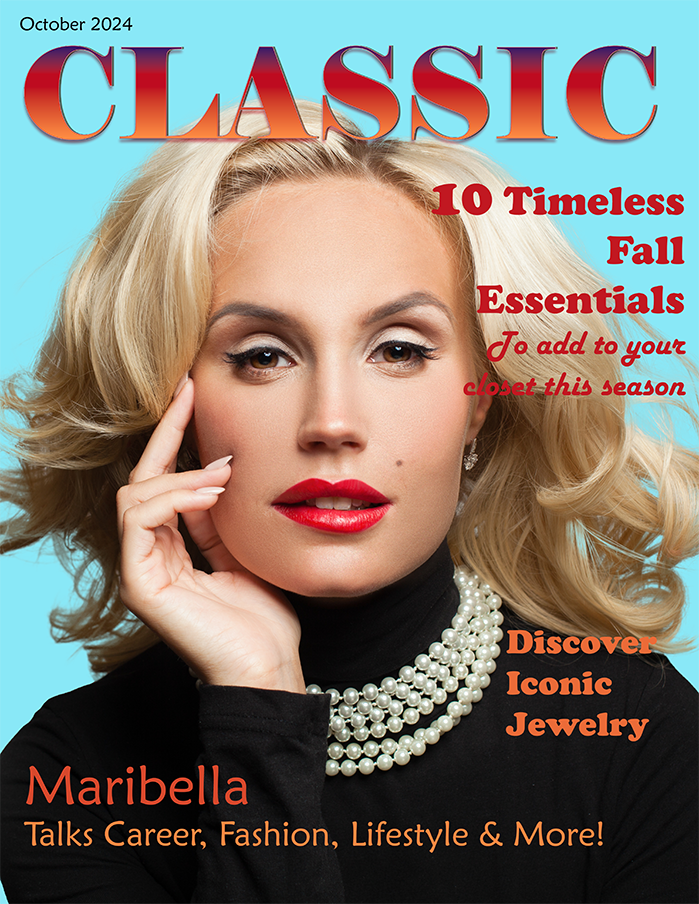 October 2024
CLASSIC
10 Timeless
Fall
Essentials
To add to your
closet this season
Discover
Iconic
Jewelry
Maribella
Talks Career, Fashion, Lifestyle & More!